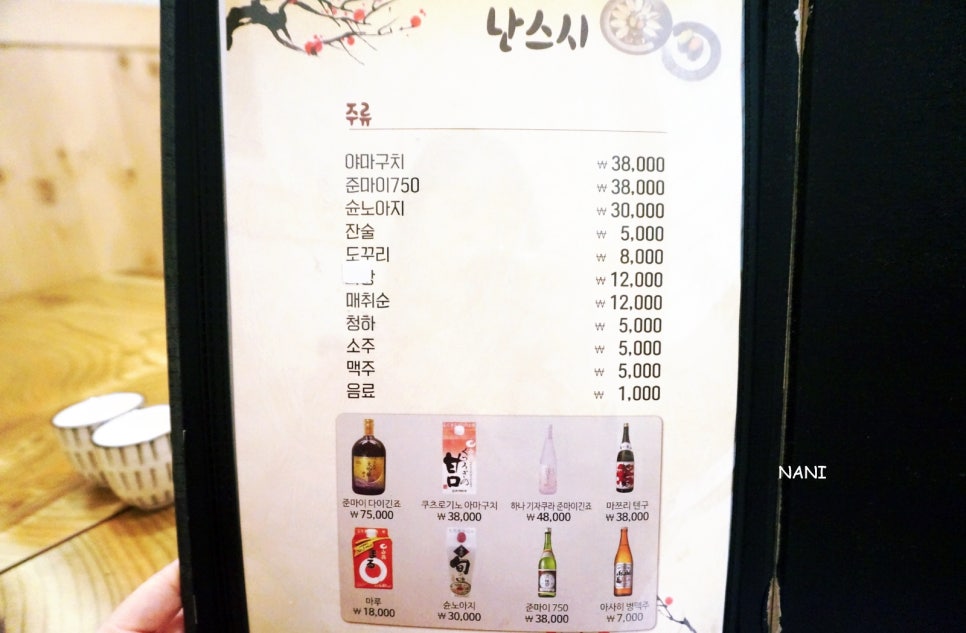 난스시
주류
야마구치 ₩ 38,000
준마이750 ₩ 38,000
슌노아지 ₩ 30,000
잔술 ₩ 5,000
도꾸리 ₩ 8,000
₩ 12,000
매취순 ₩ 12,000
청하 ₩ 5,000
소주 ₩ 5,000
맥주 ₩ 5,000
음료 ₩ 1,000
준마이 다이긴죠 쿠츠로기노 아마구치 하나 기자쿠라 준마이긴죠 마쯔리 텐구
₩ 75,000 ₩ 38,000 ₩ 48,000 ₩ 38,000
마루 슌노아지 준마이 750 아사히 병맥주
₩ 18,000 ₩ 30,000 ₩ 38,000 ₩ 7,000
NANI